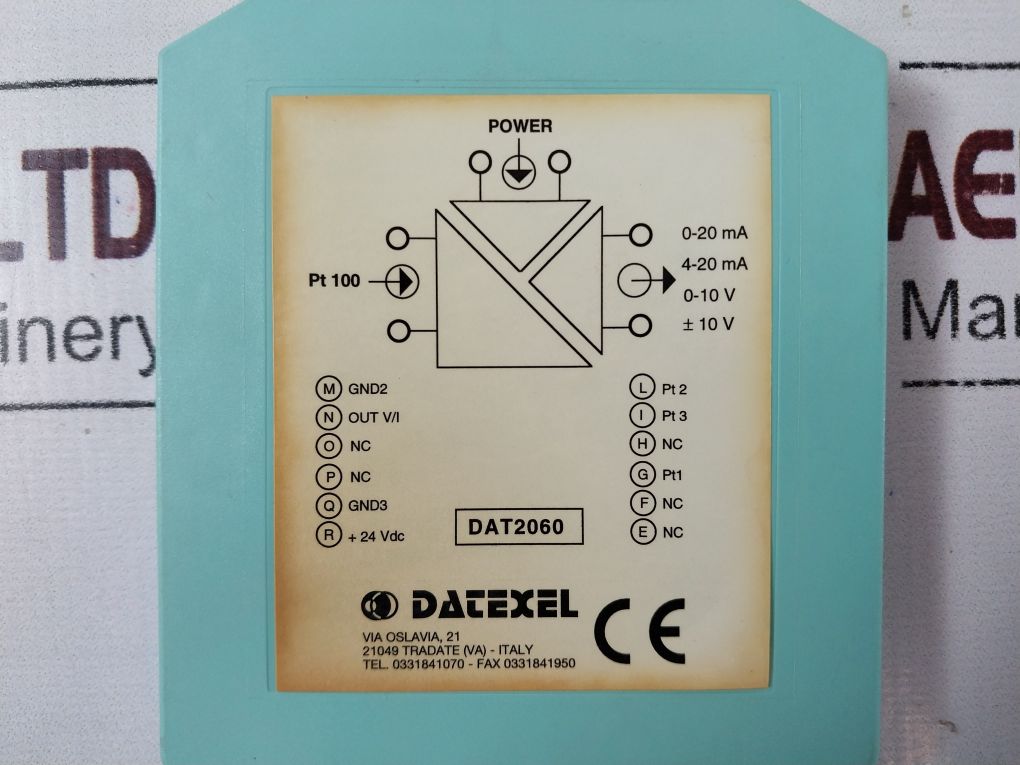 POWER
0-20 mA
4-20 mA
Pt 100
0-10 V
± 10 V
M GND2
N OUT V/I
O NC
P NC
Q GND3
R + 24 Vdc
L Pt 2
I Pt 3
H NC
G Pt1
F NC
E NC
DAT2060
DATEXEL
CE
VIA OSLAVIA, 21
21049 TRADATE (VA) - ITALY
TEL. 0331841070 - FAX 0331841950
LTD
inery
AE
Mar